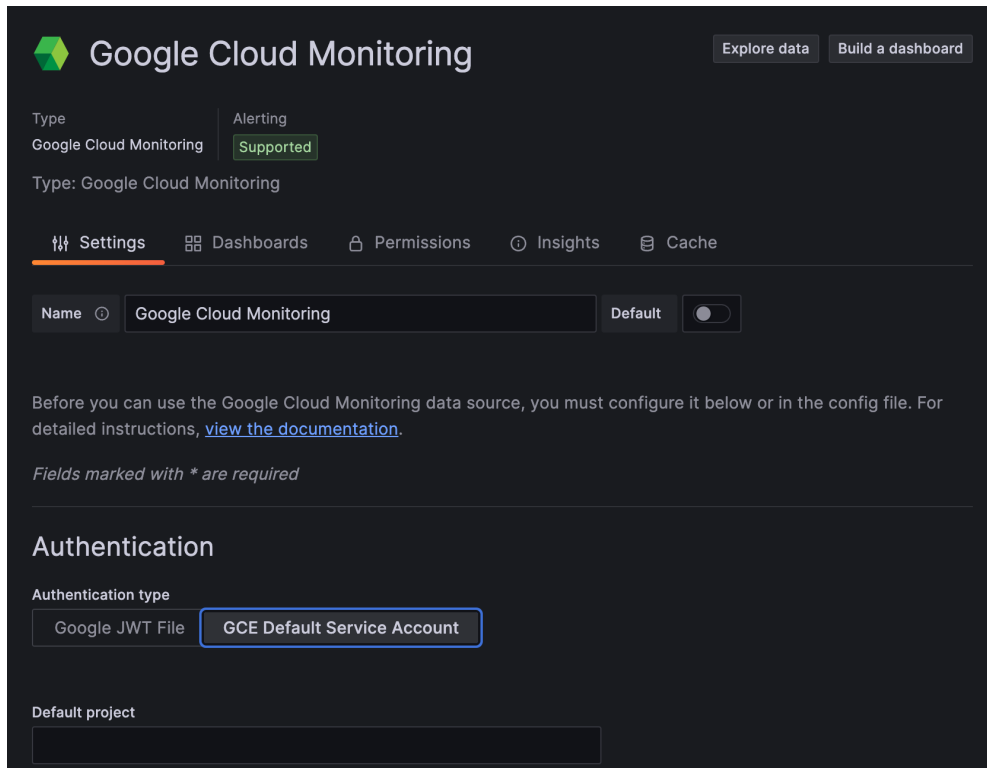 Google Cloud Monitoring
Explore data
Build a dashboard
Type
Google Cloud Monitoring
Alerting
Supported
Type: Google Cloud Monitoring
Settings
Dashboards
Permissions
Insights
Cache
Name
Google Cloud Monitoring
Default
Before you can use the Google Cloud Monitoring data source, you must configure it below or in the config file. For
detailed instructions, view the documentation.
Fields marked with * are required
Authentication
Authentication type
Google JWT File
GCE Default Service Account
Default project